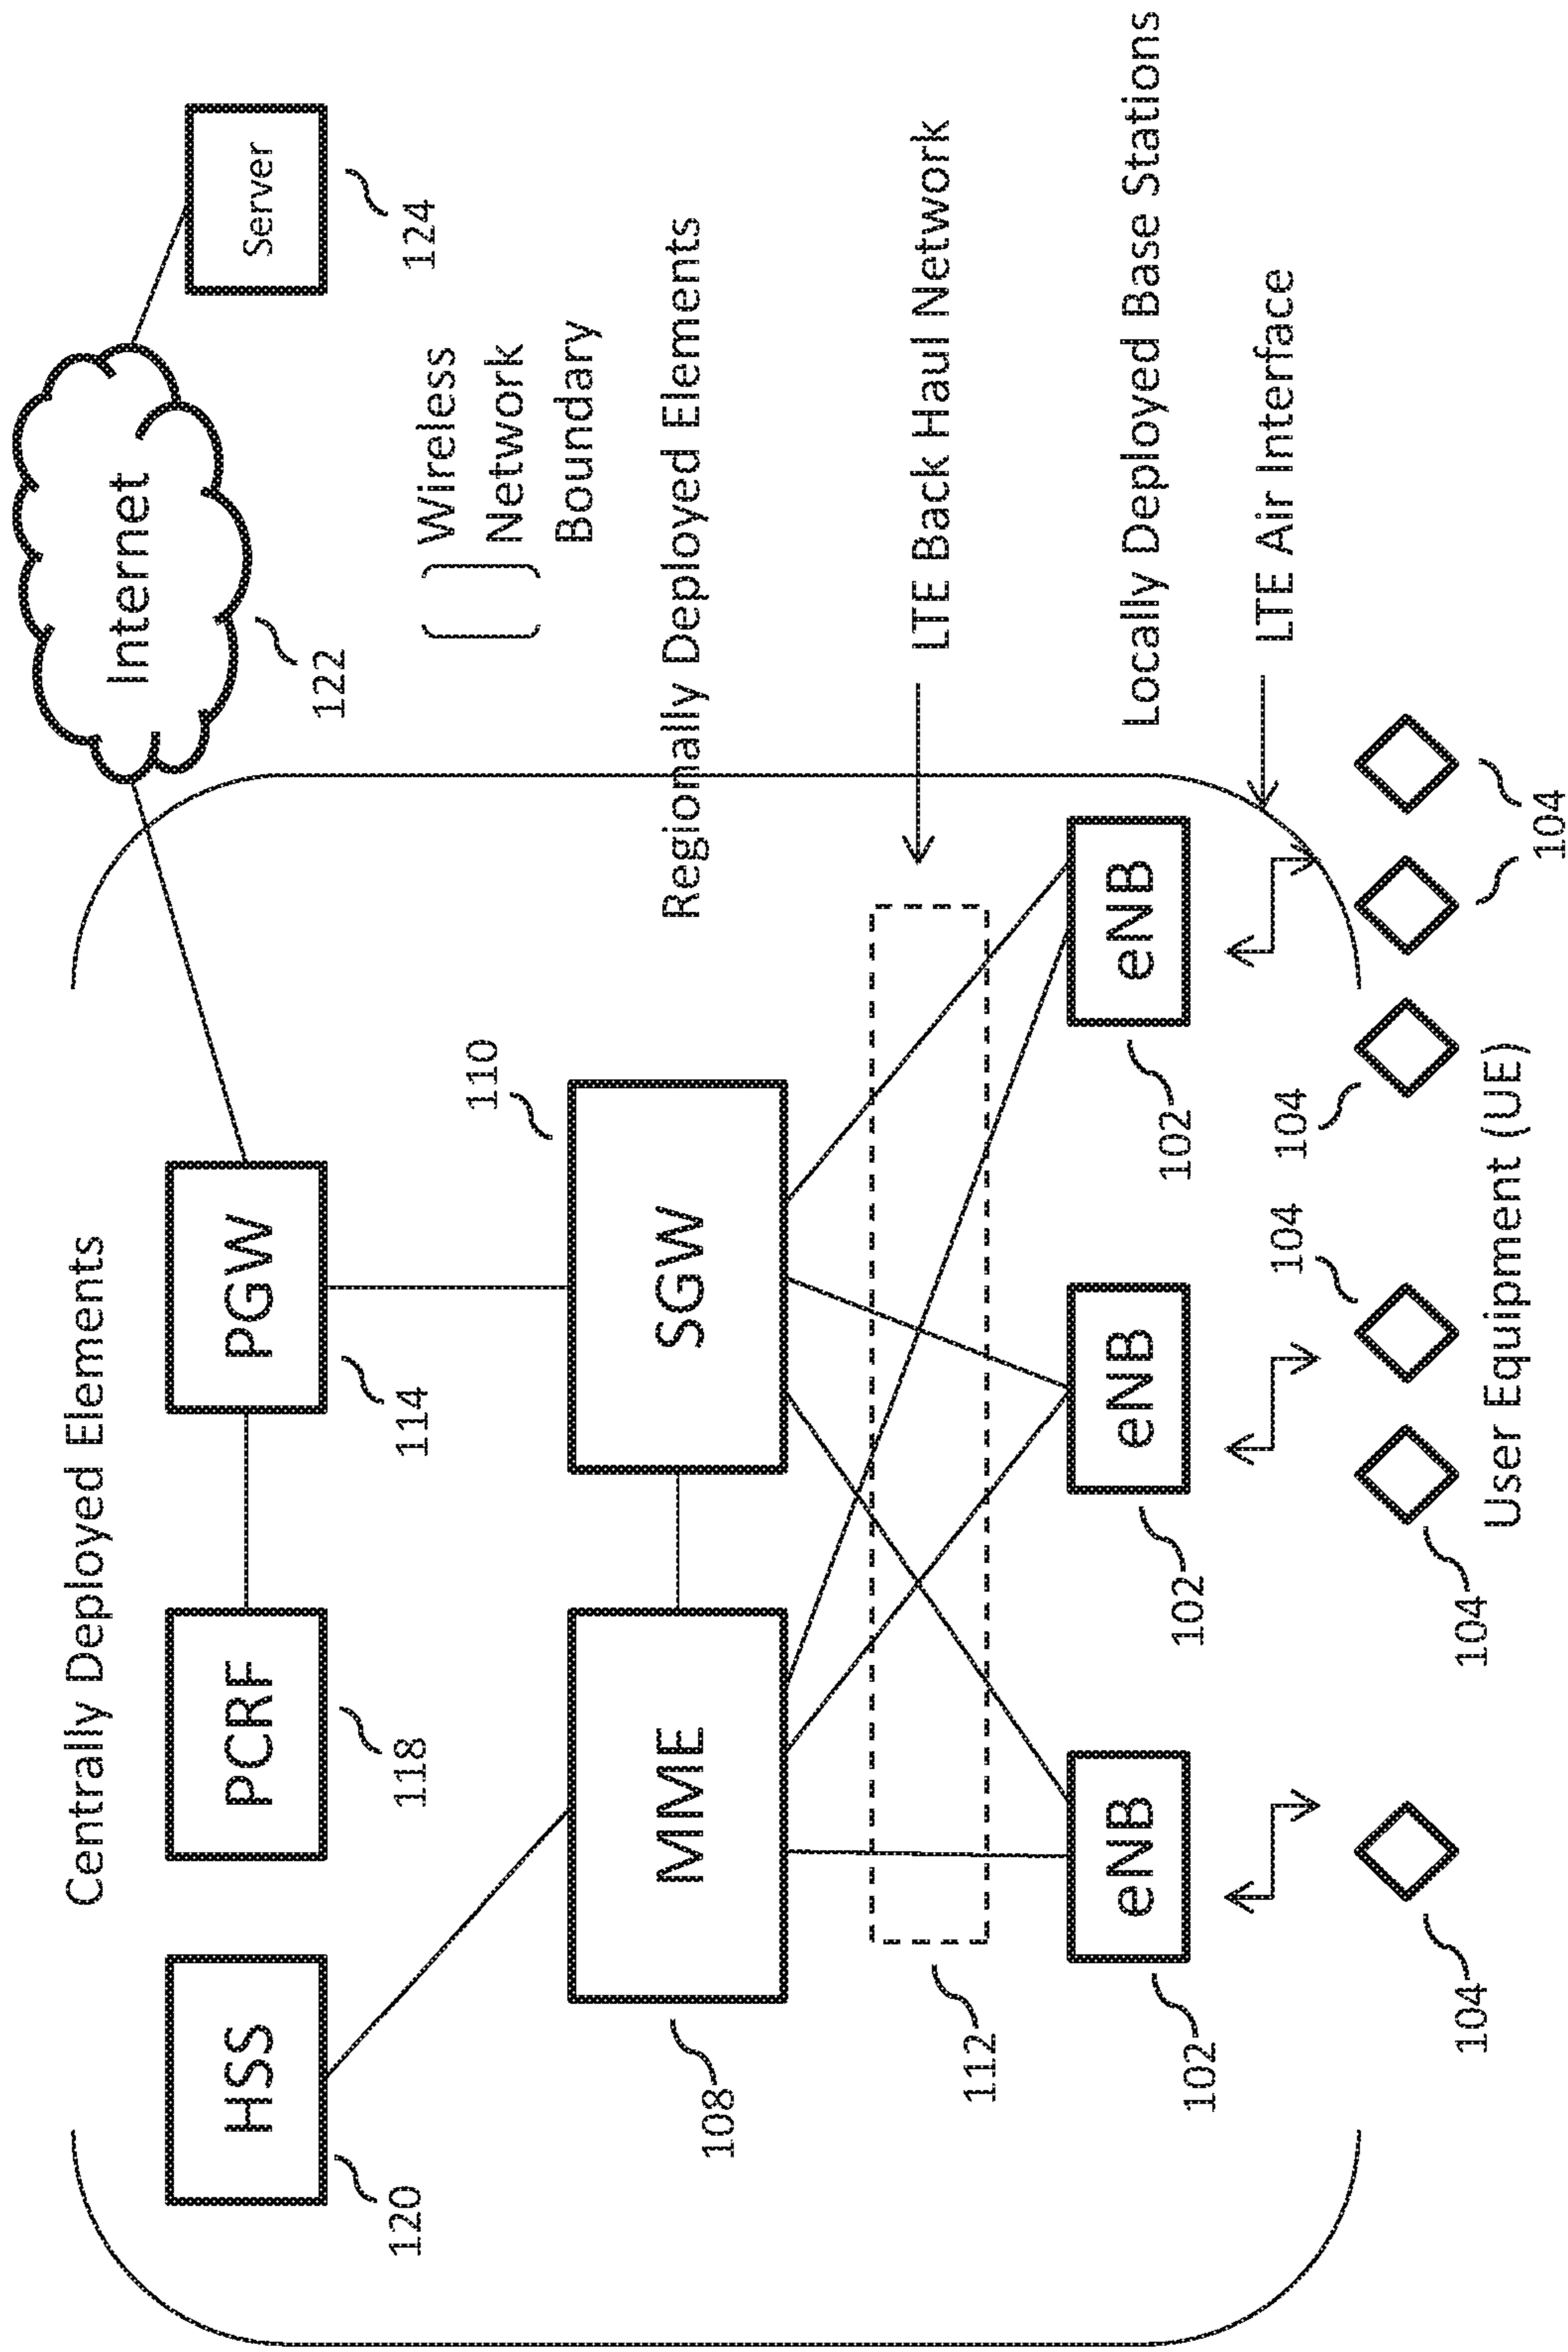 Centrally Deployed Elements
Internet
HSS
PCRF
PGW
Server
120
118
114
122
124
Wireless
Network
Boundary
110
MME
SGW
Regionally Deployed Elements
108
112
LTE Back Haul Network
eNB
eNB
eNB
Locally Deployed Base Stations
102
102
102
LTE Air Interface
104
104
104
104
104
User Equipment (UE)